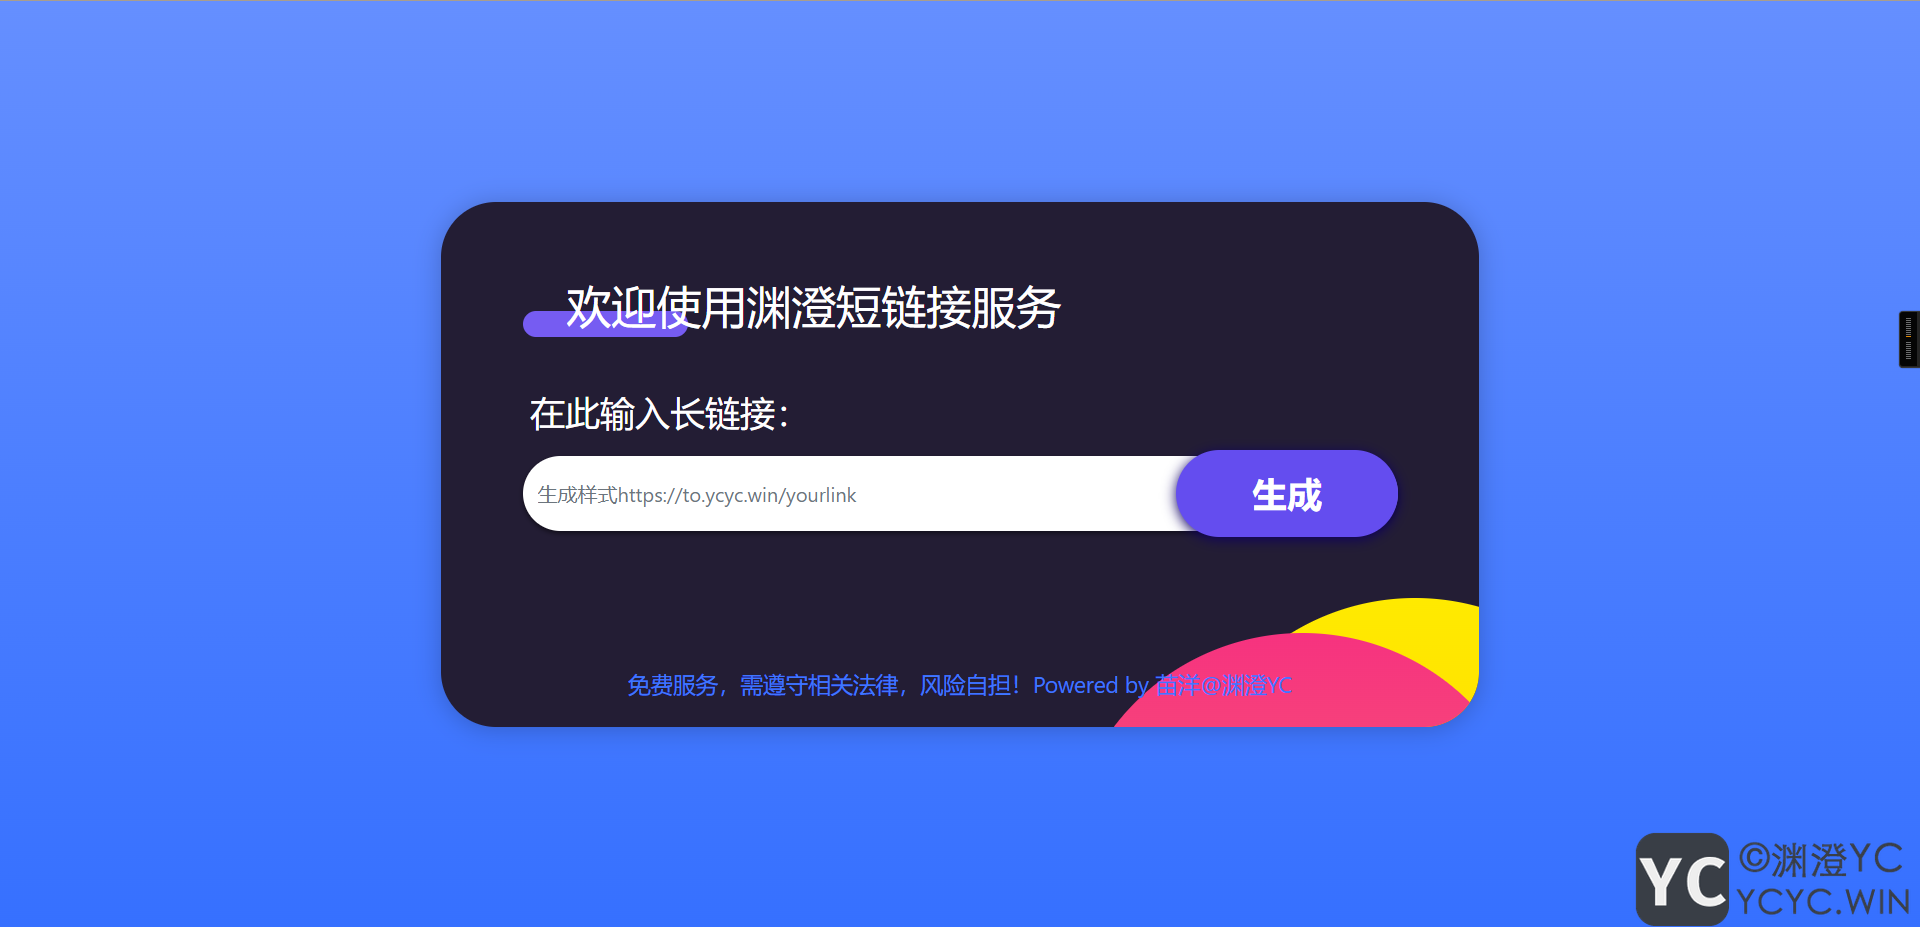 欢迎使用渊澄短链接服务
在此输入长链接：
生成样式https://to.ycyc.win/yourlink
生成
免费服务，需遵守相关法律，风险自担！Powered by 苗洋@渊澄YC
YC
©渊澄YC
YCYC.WIN